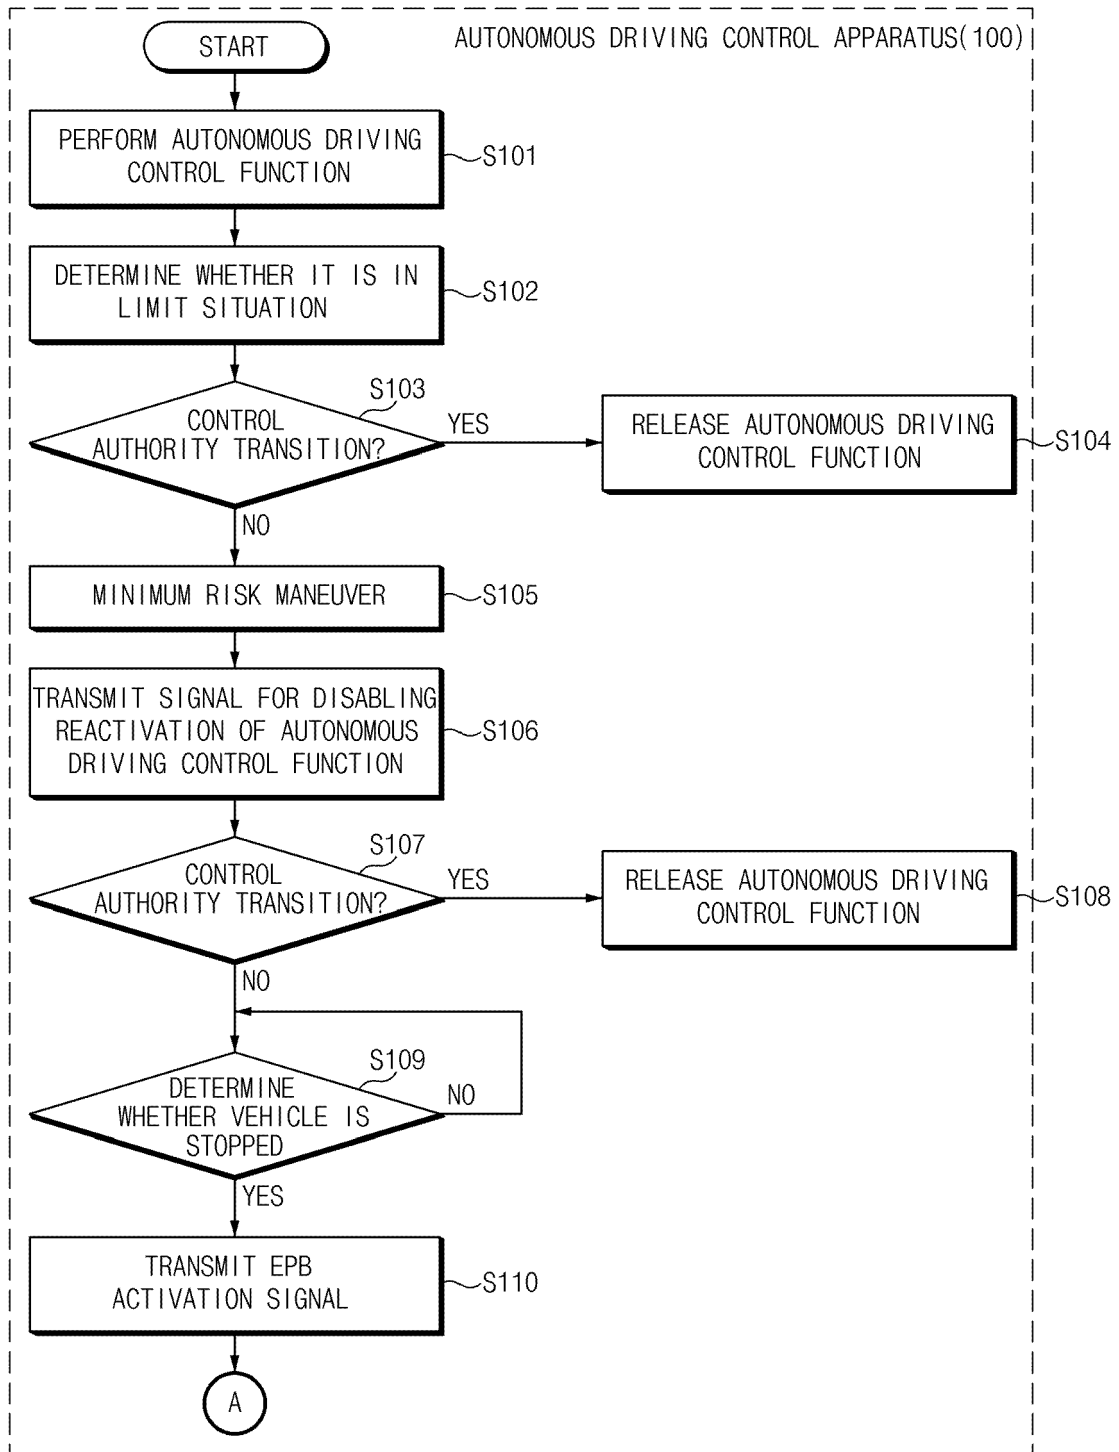 START
AUTONOMOUS DRIVING CONTROL APPARATUS(100)
PERFORM AUTONOMOUS DRIVING
CONTROL FUNCTION
S101
DETERMINE WHETHER IT IS IN
LIMIT SITUATION
S102
S103
CONTROL
AUTHORITY TRANSITION?
YES
RELEASE AUTONOMOUS DRIVING
CONTROL FUNCTION
S104
NO
MINIMUM RISK MANEUVER
S105
TRANSMIT SIGNAL FOR DISABLING
REACTIVATION OF AUTONOMOUS
DRIVING CONTROL FUNCTION
S106
S107
CONTROL
AUTHORITY TRANSITION?
YES
RELEASE AUTONOMOUS DRIVING
CONTROL FUNCTION
S108
NO
S109
DETERMINE
WHETHER VEHICLE IS
STOPPED
NO
YES
TRANSMIT EPB
ACTIVATION SIGNAL
S110
A